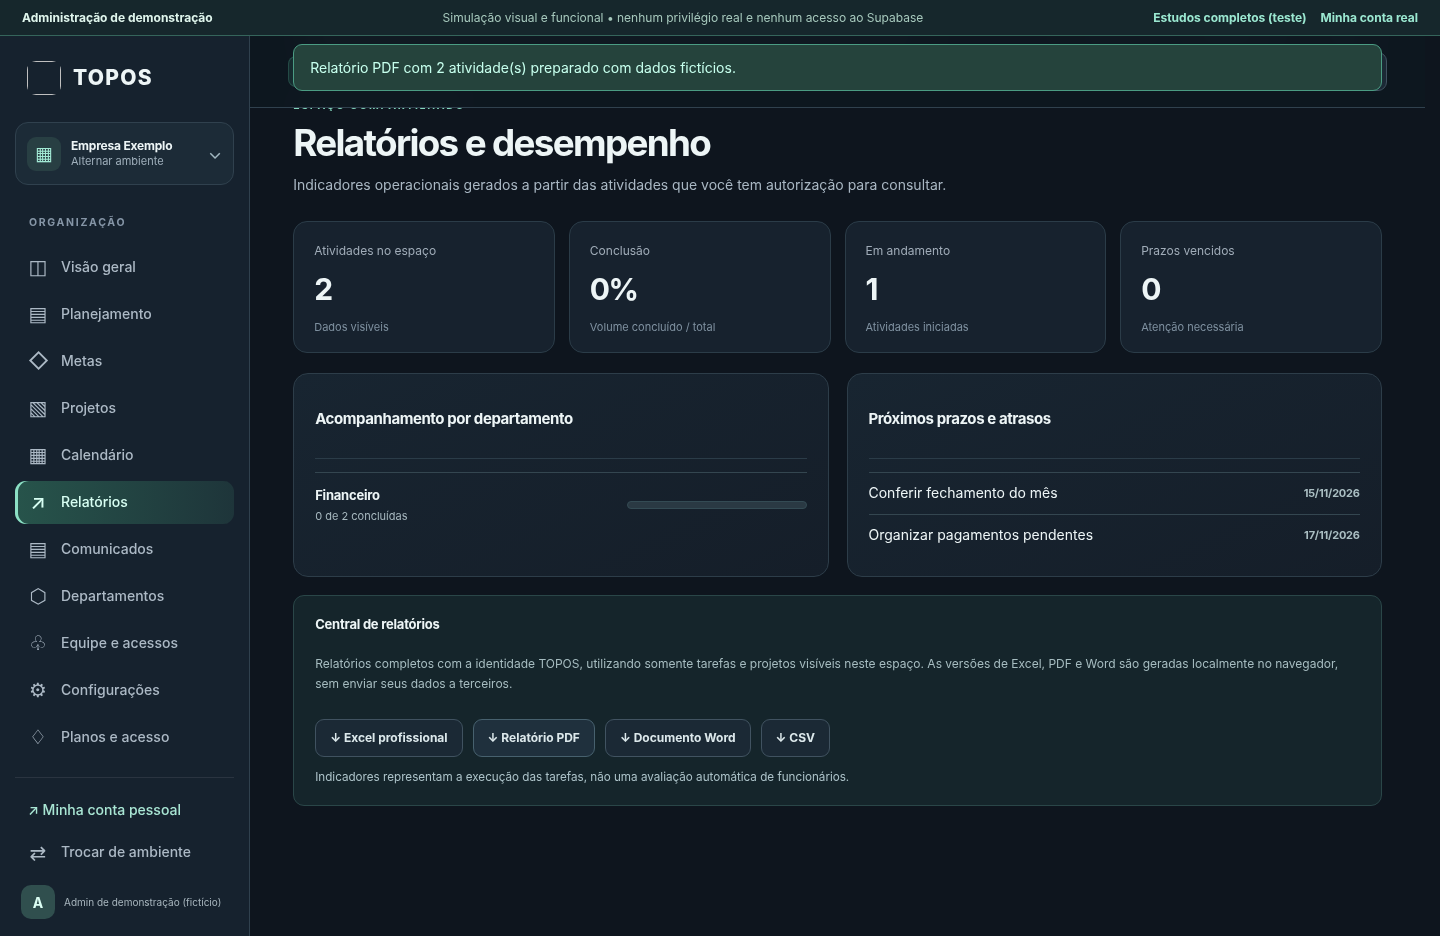 Administração de demonstração
Simulação visual e funcional • nenhum privilégio real e nenhum acesso ao Supabase
Estudos completos (teste)
Minha conta real
TOPOS
Empresa Exemplo
Alternar ambiente
ORGANIZAÇÃO
Visão geral
Planejamento
Metas
Projetos
Calendário
Relatórios
Comunicados
Departamentos
Equipe e acessos
Configurações
Planos e acesso
↗ Minha conta pessoal
Trocar de ambiente
A
Admin de demonstração (fictício)
Relatório PDF com 2 atividade(s) preparado com dados fictícios.
Relatórios e desempenho
Indicadores operacionais gerados a partir das atividades que você tem autorização para consultar.
Atividades no espaço
2
Dados visíveis
Conclusão
0%
Volume concluído / total
Em andamento
1
Atividades iniciadas
Prazos vencidos
0
Atenção necessária
Acompanhamento por departamento
Financeiro
0 de 2 concluídas
Próximos prazos e atrasos
Conferir fechamento do mês
15/11/2026
Organizar pagamentos pendentes
17/11/2026
Central de relatórios
Relatórios completos com a identidade TOPOS, utilizando somente tarefas e projetos visíveis neste espaço. As versões de Excel, PDF e Word são geradas localmente no navegador,
sem enviar seus dados a terceiros.
↓ Excel profissional
↓ Relatório PDF
↓ Documento Word
↓ CSV
Indicadores representam a execução das tarefas, não uma avaliação automática de funcionários.